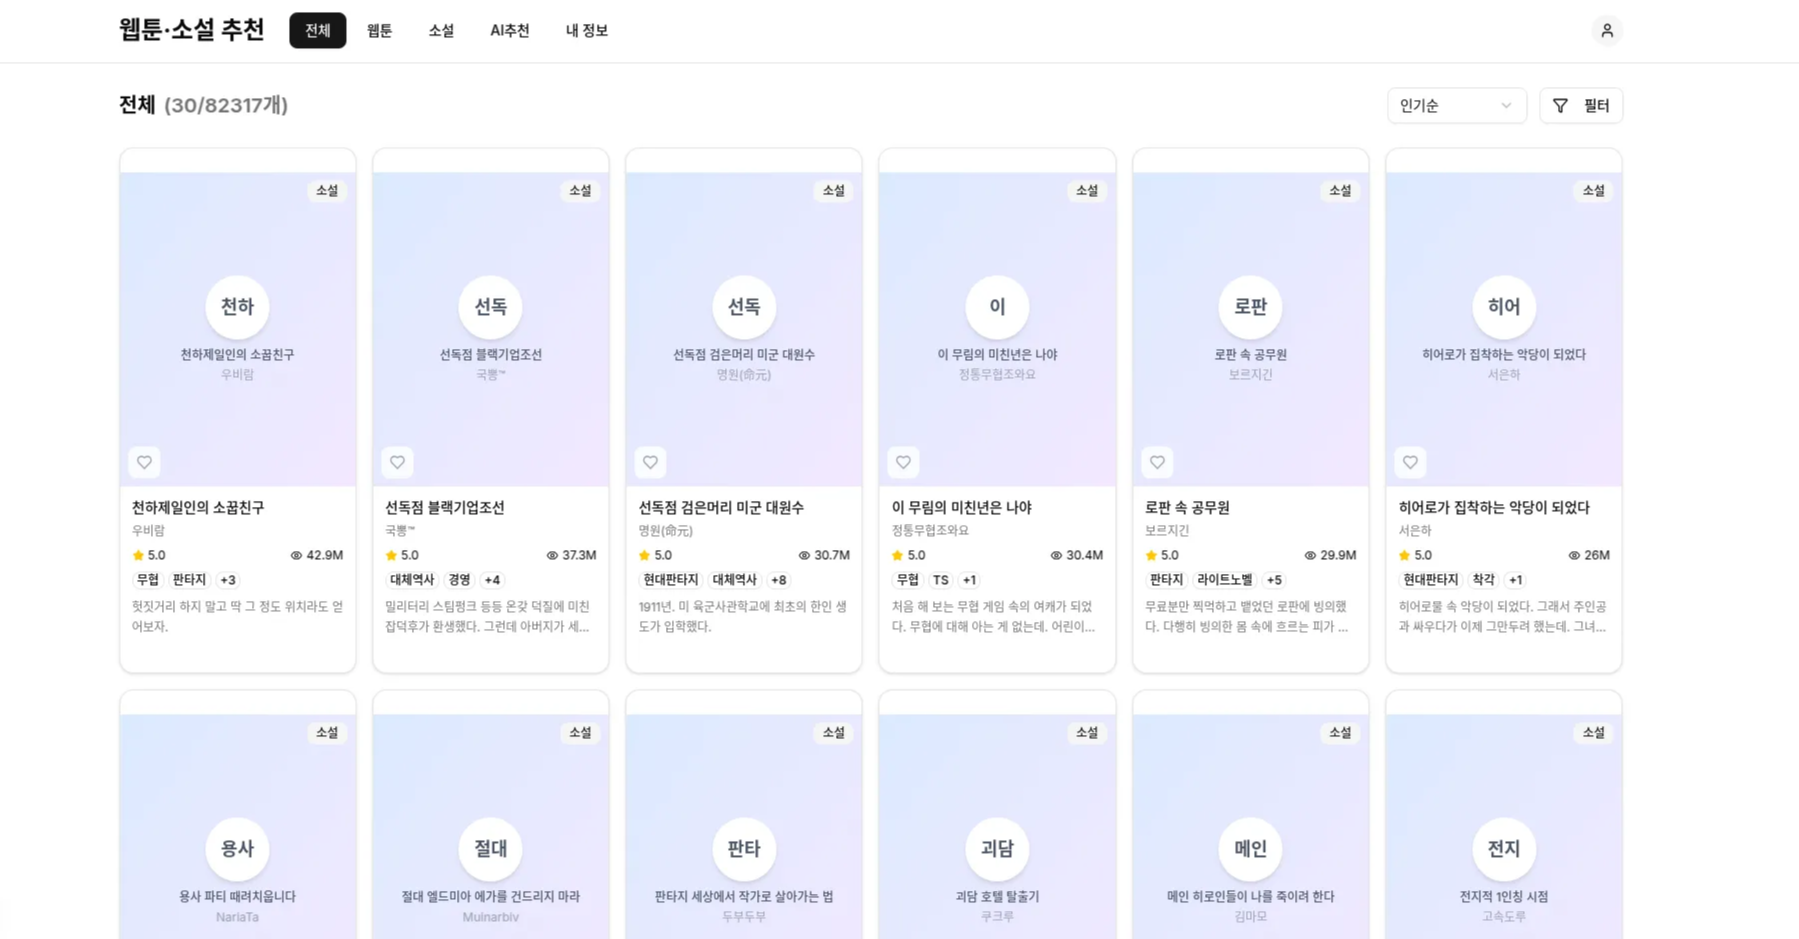 웹툰·소설 추천 전체 웹툰 소설 AI추천 내 정보
전체 (30/82317개) 인기순 필터
소설
천하
천하제일인의 소꿉친구
우비람
천하제일인의 소꿉친구
우비람
5.0 42.9M
무협 판타지 +3
헛짓거리 하지 말고 딱 그 정도 위치라도 얻
어보자.
소설
선독
선독점 블랙기업조선
국뽕™
선독점 블랙기업조선
국뽕™
5.0 37.3M
대체역사 경영 +4
밀리터리 스팀펑크 등등 온갖 덕질에 미친
잡덕후가 환생했다. 그런데 아버지가 세...
소설
선독
선독점 검은머리 미군 대원수
명원(命元)
선독점 검은머리 미군 대원수
명원(命元)
5.0 30.7M
현대판타지 대체역사 +8
1911년. 미 육군사관학교에 최초의 한인 생
도가 입학했다.
소설
이
이 무림의 미친년은 나야
정통무협조와요
이 무림의 미친년은 나야
정통무협조와요
5.0 30.4M
무협 TS +1
처음 해 보는 무협 게임 속의 여캐가 되었
다. 무협에 대해 아는 게 없는데. 어린이...
소설
로판
로판 속 공무원
보르지긴
로판 속 공무원
보르지긴
5.0 29.9M
판타지 라이트노벨 +5
무료분만 찍먹하고 뱉었던 로판에 빙의했
다. 다행히 빙의한 몸 속에 흐르는 피가 ...
소설
히어
히어로가 집착하는 악당이 되었다
서은하
히어로가 집착하는 악당이 되었다
서은하
5.0 26M
현대판타지 착각 +1
히어로물 속 악당이 되었다. 그래서 주인공
과 싸우다가 이제 그만두려 했는데. 그녀...
소설
용사
용사 파티 때려치웁니다
NarlaTa
소설
절대
절대 엘드미아 에가를 건드리지 마라
Mulnarbiv
소설
판타
판타지 세상에서 작가로 살아가는 법
두부두부
소설
괴담
괴담 호텔 탈출기
쿠크루
소설
메인
메인 히로인들이 나를 죽이려 한다
김마모
소설
전지
전지적 1인칭 시점
고속도루